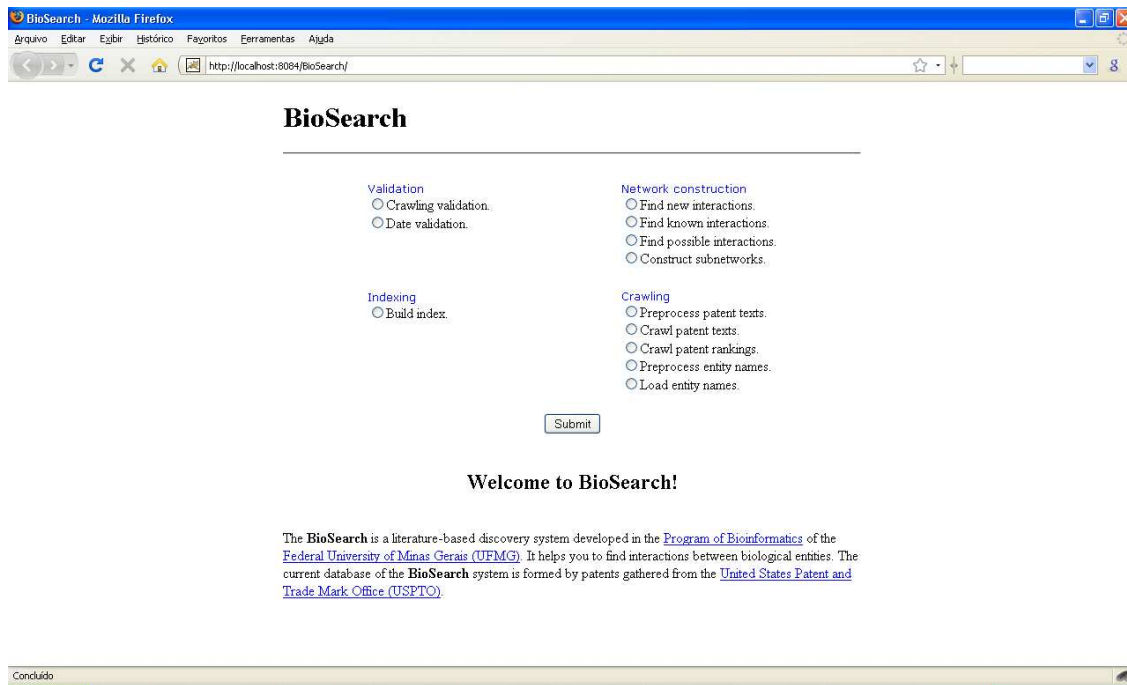 BioSearch - Mozilla Firefox
Arquivo Editar Exibir Histórico Favoritos Ferramentas Ajuda
http://localhost:8084/BioSearch/
BioSearch
Validation
Crawling validation.
Date validation.
Network construction
Find new interactions.
Find known interactions.
Find possible interactions.
Construct subnetworks.
Indexing
Build index.
Crawling
Preprocess patent texts.
Crawl patent texts.
Crawl patent rankings.
Preprocess entity names.
Load entity names.
Submit
Welcome to BioSearch!
The BioSearch is a literature-based discovery system developed in the Program of Bioinformatics of the
Federal University of Minas Gerais (UFMG). It helps you to find interactions between biological entities. The
current database of the BioSearch system is formed by patents gathered from the United States Patent and
Trade Mark Office (USPTO).
Concluído